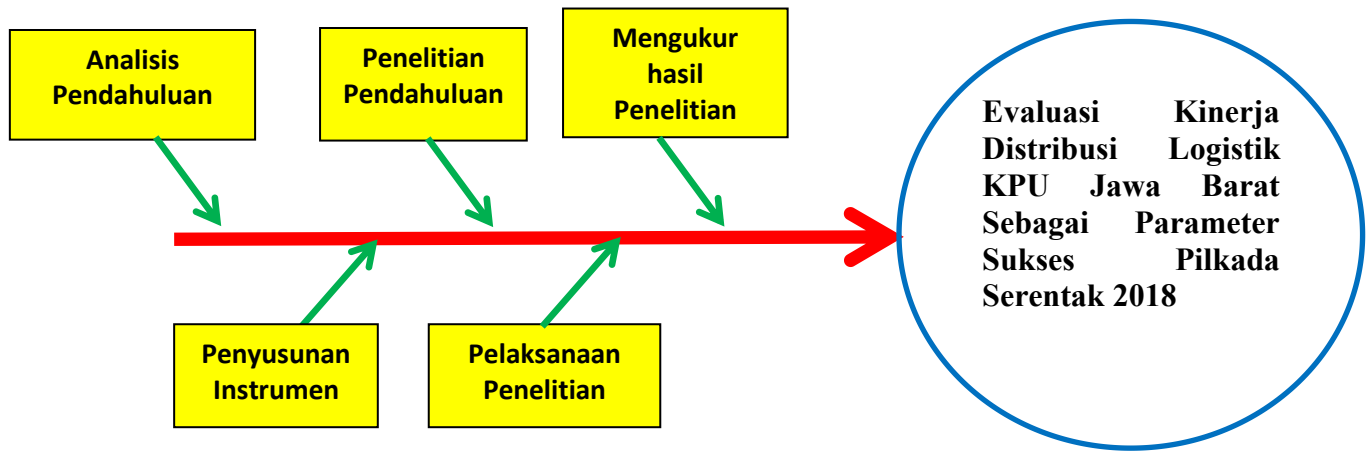 Analisis
Pendahuluan
Penelitian
Pendahuluan
Mengukur
hasil
Penelitian
Penyusunan
Instrumen
Pelaksanaan
Penelitian
Evaluasi Kinerja
Distribusi Logistik
KPU Jawa Barat
Sebagai Parameter
Sukses Pilkada
Serentak 2018